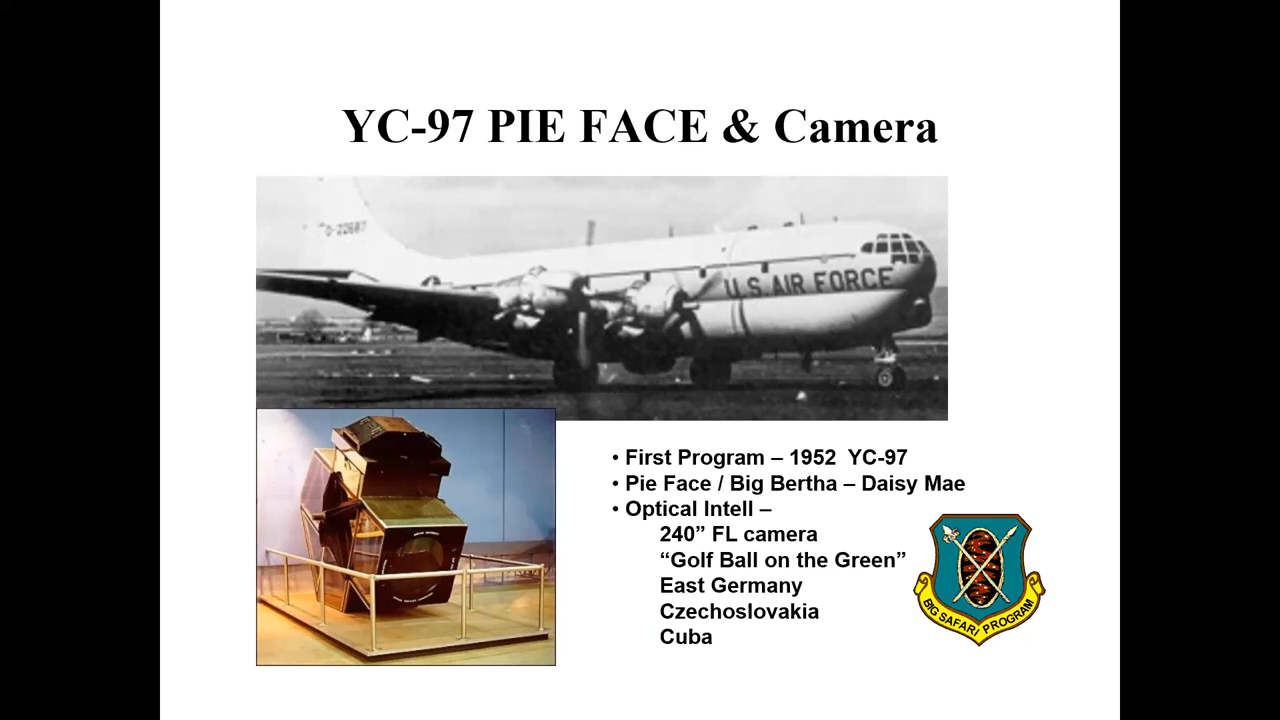 YC-97 PIE FACE & Camera
0-22687
U.S. AIR FORCE
• First Program – 1952 YC-97
• Pie Face / Big Bertha – Daisy Mae
• Optical Intell –
240” FL camera
“Golf Ball on the Green”
East Germany
Czechoslovakia
Cuba
BIG SAFARI PROGRAM